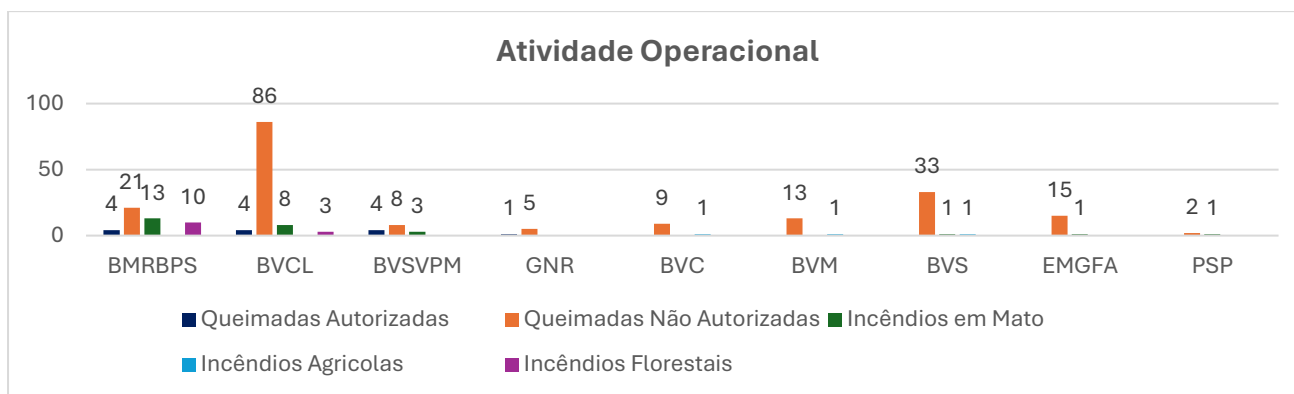 Atividade Operacional
100
50
0
4 21 13 10
4 86 8 3
4 8 3
1 5
9 1
13 1
33 1 1
15 1
2 1
BMRBPS BVCL BVSVPM GNR BVC BVM BVS EMGFA PSP
Queimadas Autorizadas Queimadas Não Autorizadas Incêndios em Mato
Incêndios Agricolas Incêndios Florestais